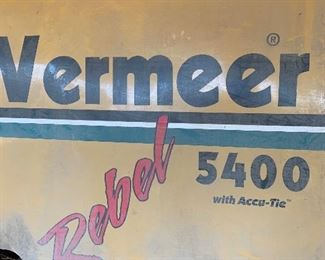 Vermeer®
5400
with Accu-Tie™
Rebel